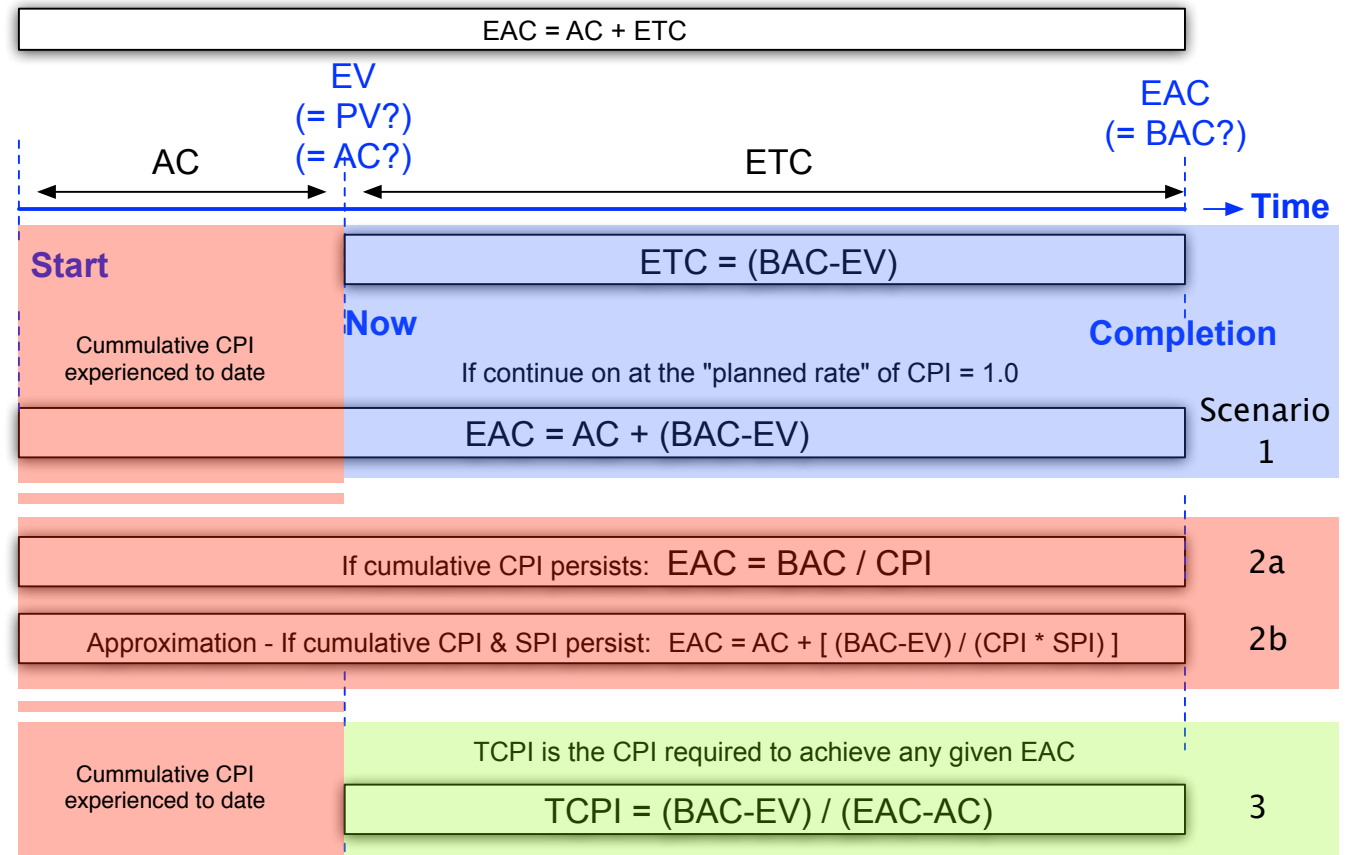 EAC = AC + ETC
EV
(= PV?)
(= AC?)
EAC
(= BAC?)
AC
ETC
Time
Start
ETC = (BAC-EV)
Now
Completion
Cummulative CPI
experienced to date
If continue on at the "planned rate" of CPI = 1.0
EAC = AC + (BAC-EV)
Scenario
1
If cumulative CPI persists: EAC = BAC / CPI
2a
Approximation - If cumulative CPI & SPI persist: EAC = AC + [ (BAC-EV) / (CPI * SPI) ]
2b
TCPI is the CPI required to achieve any given EAC
Cummulative CPI
experienced to date
TCPI = (BAC-EV) / (EAC-AC)
3